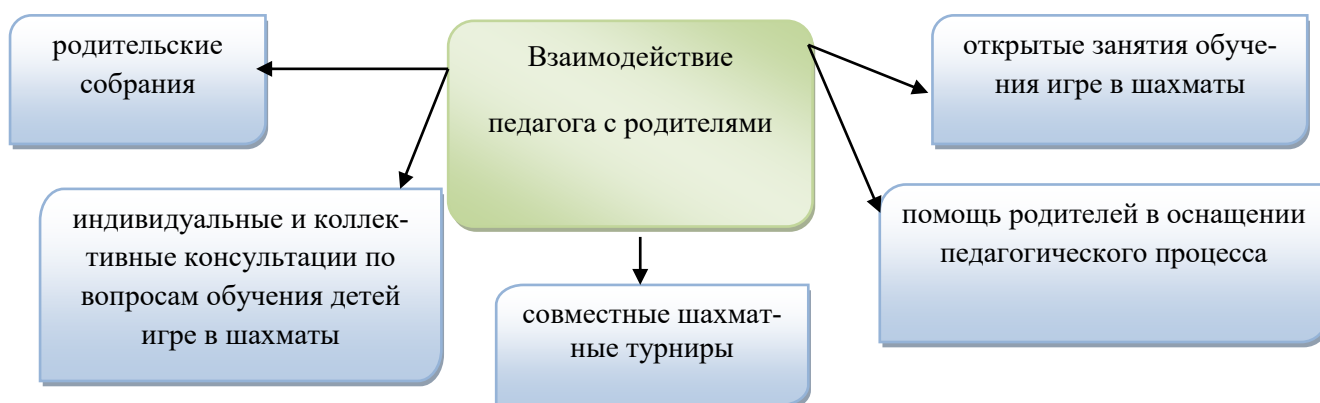 родительские
собрания
Взаимодействие
педагога с родителями
открытые занятия обуче-
ния игре в шахматы
индивидуальные и коллек-
тивные консультации по
вопросам обучения детей
игре в шахматы
совместные шахмат-
ные турниры
помощь родителей в оснащении
педагогического процесса